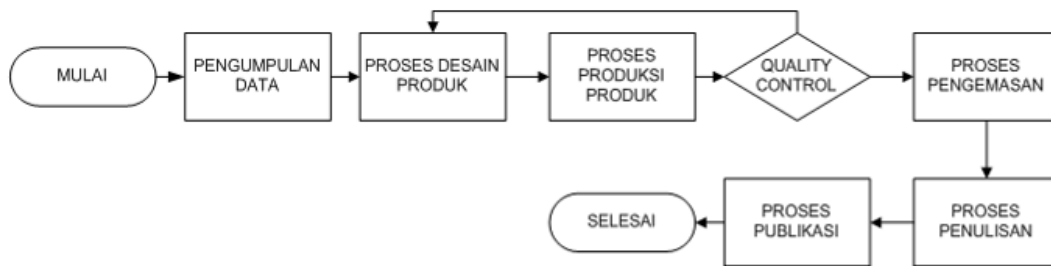 MULAI
PENGUMPULAN
DATA
PROSES DESAIN
PRODUK
PROSES
PRODUKSI
PRODUK
QUALITY
CONTROL
PROSES
PENGEMASAN
PROSES
PENULISAN
PROSES
PUBLIKASI
SELESAI